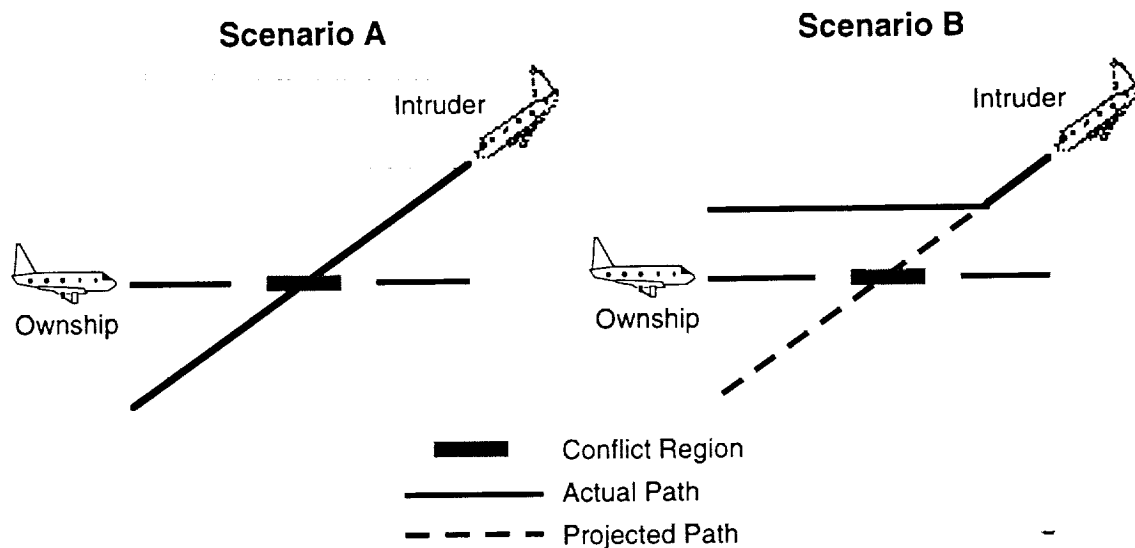 Scenario A
Scenario B
Intruder
Intruder
Ownship
Ownship
Conflict Region
Actual Path
Projected Path